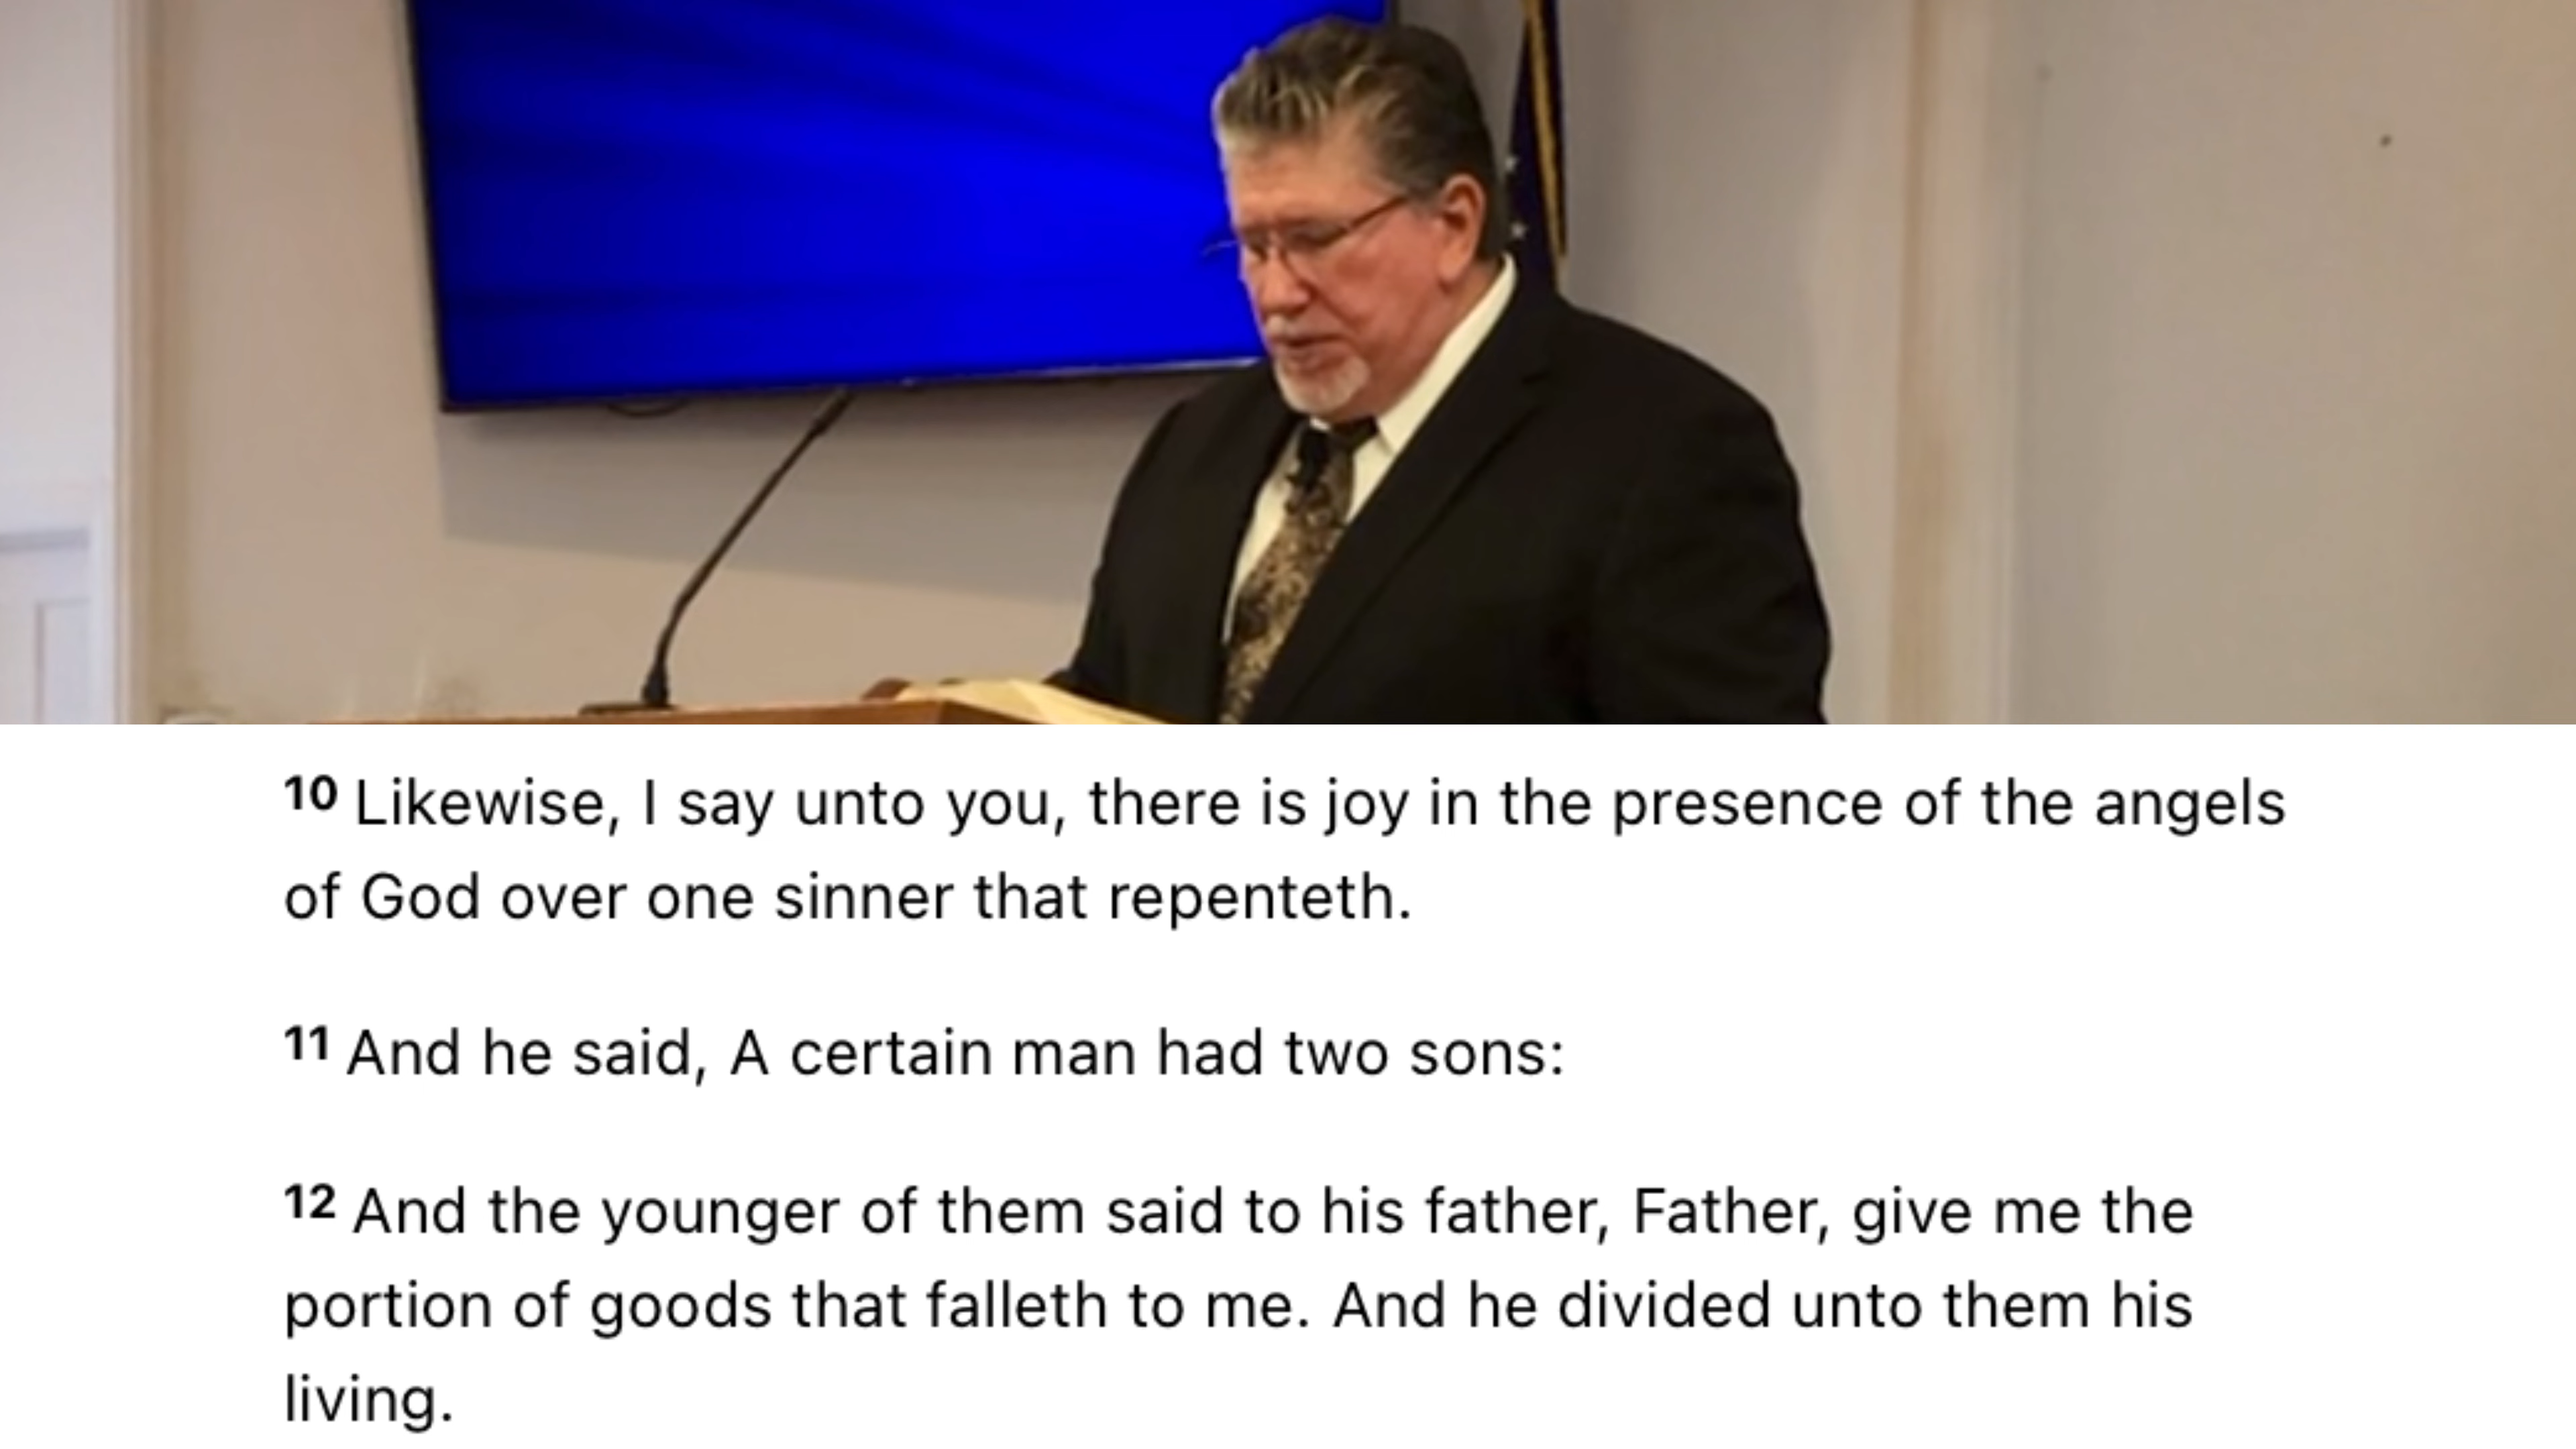 10 Likewise, I say unto you, there is joy in the presence of the angels
of God over one sinner that repenteth.
11 And he said, A certain man had two sons:
12 And the younger of them said to his father, Father, give me the
portion of goods that falleth to me. And he divided unto them his
living.